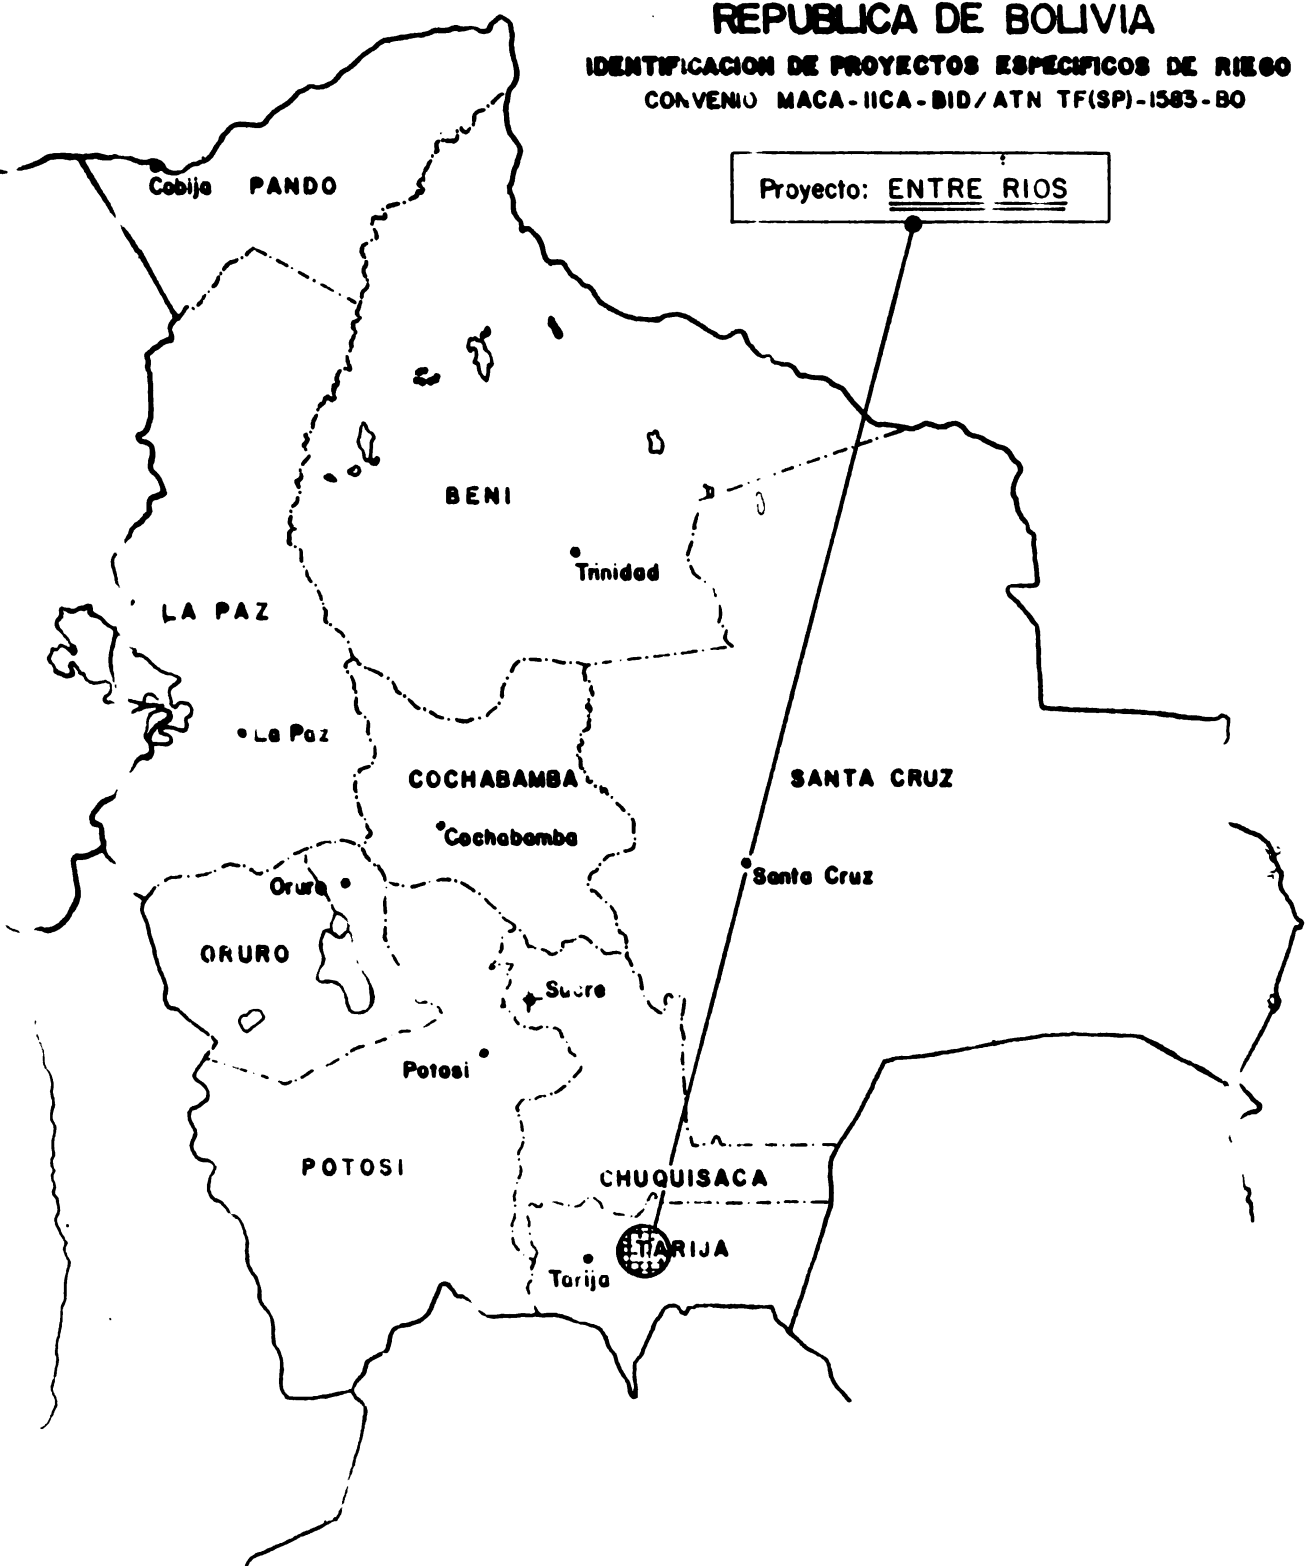 REPUBLICA DE BOLIVIA
IDENTIFICACION DE PROYECTOS ESPECIFICOS DE RIEGO
CONVENIO MACA-IICA-BID/ATN TF(SP)-1583-BO
Proyecto: ENTRE RIOS
Cobija
PANDO
BENI
Trinidad
LA PAZ
La Paz
COCHABAMBA
SANTA CRUZ
Cochabamba
Santa Cruz
Oruro
ORURO
Sucre
Potosi
POTOSI
CHUQUISACA
TARIJA
Tarija